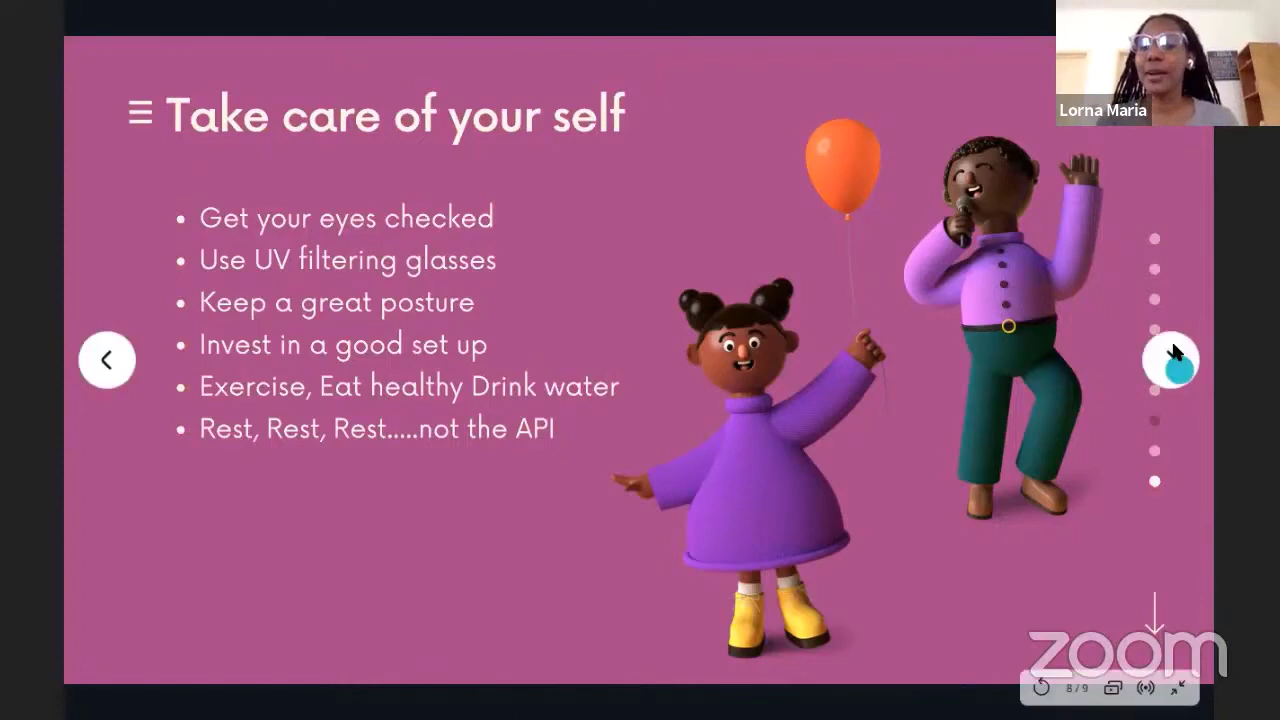 Take care of your self
Get your eyes checked
Use UV filtering glasses
Keep a great posture
Invest in a good set up
Exercise, Eat healthy Drink water
Rest, Rest, Rest.....not the API
Lorna Maria
zoom
8/9